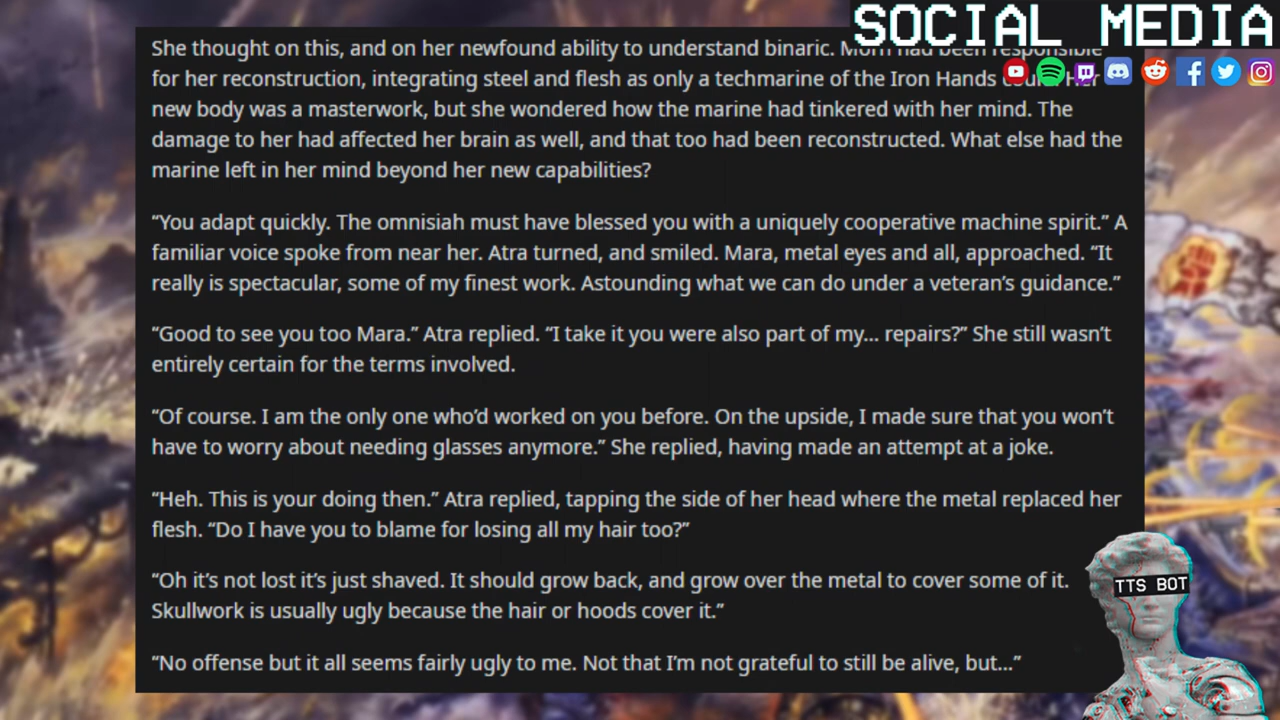 SOCIAL MEDIA
She thought on this, and on her newfound ability to understand binaric. Mom had been responsible
for her reconstruction, integrating steel and flesh as only a techmarine of the Iron Hands Her
new body was a masterwork, but she wondered how the marine had tinkered with her mind. The
damage to her had affected her brain as well, and that too had been reconstructed. What else had the
marine left in her mind beyond her new capabilities?
“You adapt quickly. The omnisiah must have blessed you with a uniquely cooperative machine spirit.” A
familiar voice spoke from near her. Atra turned, and smiled. Mara, metal eyes and all, approached. “It
really is spectacular, some of my finest work. Astounding what we can do under a veteran’s guidance.”
“Good to see you too Mara.” Atra replied. “I take it you were also part of my... repairs?” She still wasn’t
entirely certain for the terms involved.
“Of course. I am the only one who’d worked on you before. On the upside, I made sure that you won’t
have to worry about needing glasses anymore.” She replied, having made an attempt at a joke.
“Heh. This is your doing then.” Atra replied, tapping the side of her head where the metal replaced her
flesh. “Do I have you to blame for losing all my hair too?”
“Oh it’s not lost it’s just shaved. It should grow back, and grow over the metal to cover some of it.
Skullwork is usually ugly because the hair or hoods cover it.”
“No offense but it all seems fairly ugly to me. Not that I’m not grateful to still be alive, but...”
TTS BOT